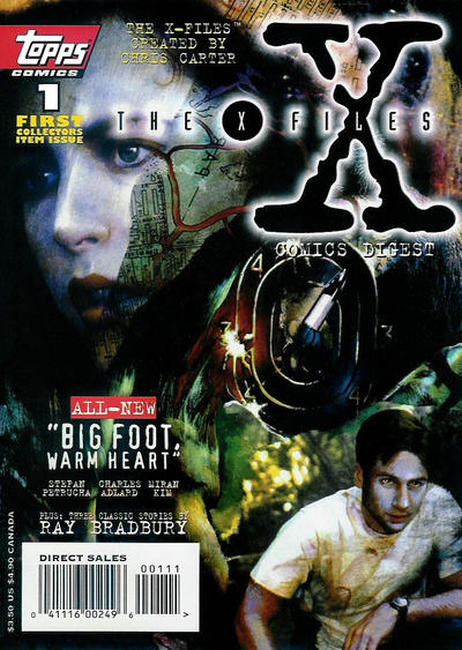 Topps
COMICS
1
FIRST
COLLECTORS
ITEM ISSUE
THE X-FILES™
CREATED BY
CHRIS CARTER
X
THE X FILES
COMICS DIGEST
4
3
ALL-NEW
"BIG FOOT,
WARM HEART"
STEFAN CHARLES MIRAN
PETRUCHA ADLARD KIM
PLUS: THREE CLASSIC STORIES BY
RAY BRADBURY
$3.50 US $4.90 CANADA
DIRECT SALES
00111
0 41116 00249 6 >